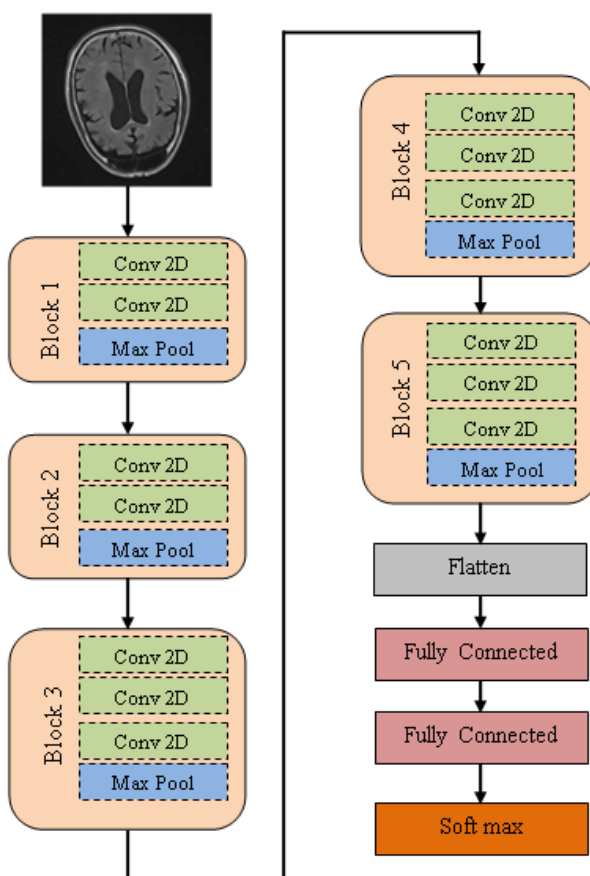 Block 1
Conv 2D
Conv 2D
Max Pool
Block 2
Conv 2D
Conv 2D
Max Pool
Block 3
Conv 2D
Conv 2D
Conv 2D
Max Pool
Block 4
Conv 2D
Conv 2D
Conv 2D
Max Pool
Block 5
Conv 2D
Conv 2D
Conv 2D
Max Pool
Flatten
Fully Connected
Fully Connected
Soft max